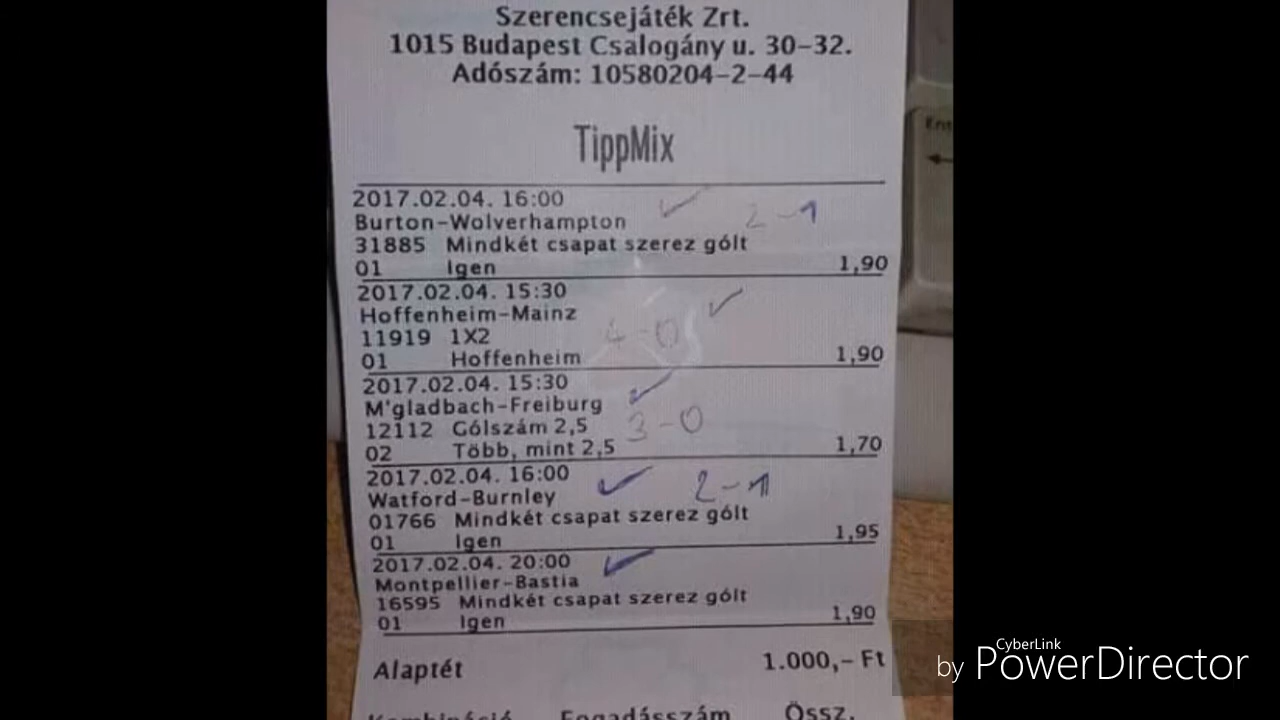 Szerencsejáték Zrt.
1015 Budapest Csalogány u. 30-32.
Adószám: 10580204-2-44
TippMix
2017.02.04. 16:00
Burton-Wolverhampton 2-1
31885 Mindkét csapat szerez gólt
01 Igen 1,90
2017.02.04. 15:30
Hoffenheim-Mainz
11919 1X2 4-0
01 Hoffenheim 1,90
2017.02.04. 15:30
M'gladbach-Freiburg
12112 Gólszám 2,5 3-0
02 Több, mint 2,5 1,70
2017.02.04. 16:00
Watford-Burnley 2-1
01766 Mindkét csapat szerez gólt
01 Igen 1,95
2017.02.04. 20:00
Montpellier-Bastia
16595 Mindkét csapat szerez gólt
01 Igen 1,90
Alaptét 1.000,- Ft
Kombináció Fogadásszám Össz.
Ent
CyberLink
by PowerDirector